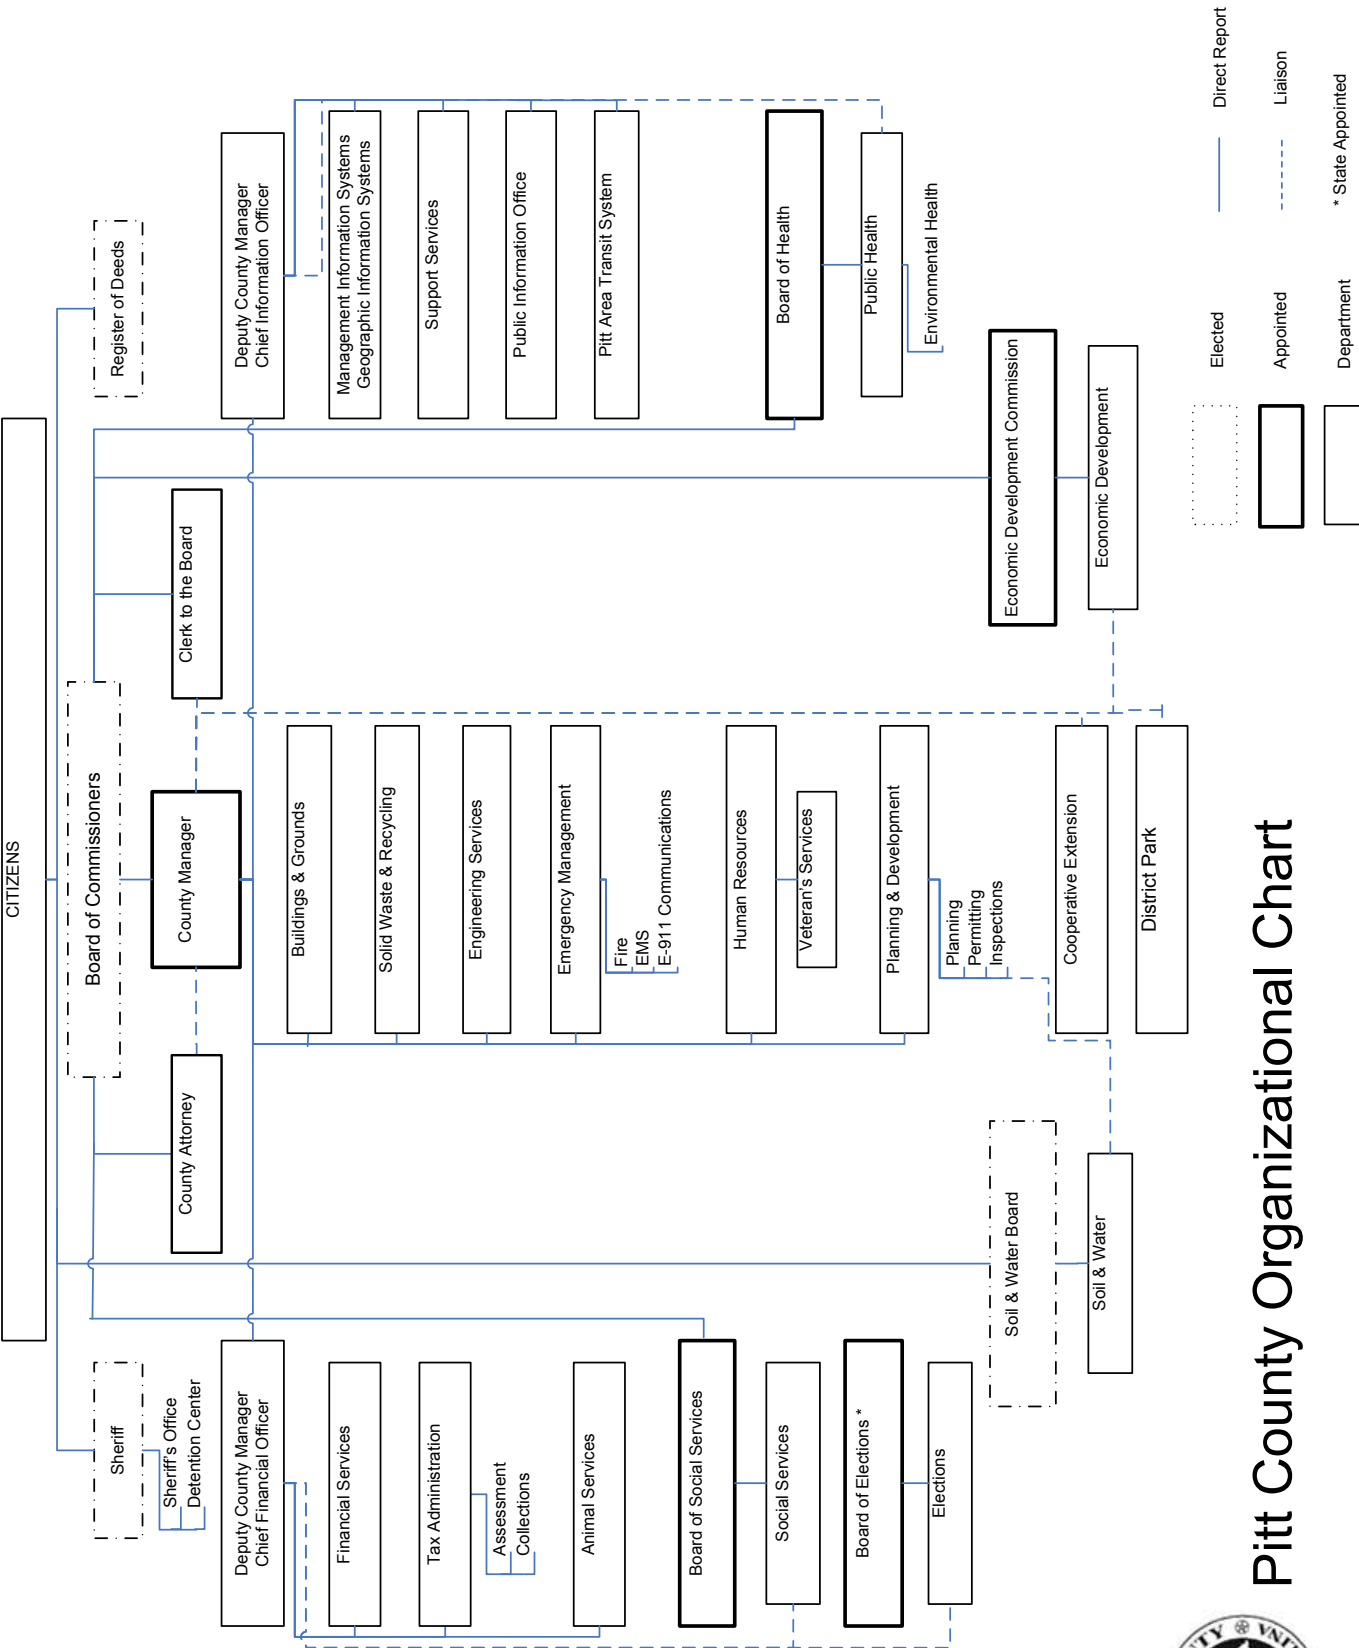 CITIZENS
Sheriff
Sheriff's Office
Detention Center
Board of Commissioners
Register of Deeds
County Attorney
County Manager
Clerk to the Board
Deputy County Manager
Chief Financial Officer
Financial Services
Tax Administration
Assessment
Collections
Animal Services
Board of Social Services
Social Services
Board of Elections *
Elections
Soil & Water Board
Soil & Water
Buildings & Grounds
Solid Waste & Recycling
Engineering Services
Emergency Management
Fire
EMS
E-911 Communications
Human Resources
Veteran's Services
Planning & Development
Planning
Permitting
Inspections
Cooperative Extension
District Park
Deputy County Manager
Chief Information Officer
Management Information Systems
Geographic Information Systems
Support Services
Public Information Office
Pitt Area Transit System
Board of Health
Public Health
Environmental Health
Economic Development Commission
Economic Development
Elected
Direct Report
Appointed
Liaison
Department
* State Appointed
Pitt County Organizational Chart